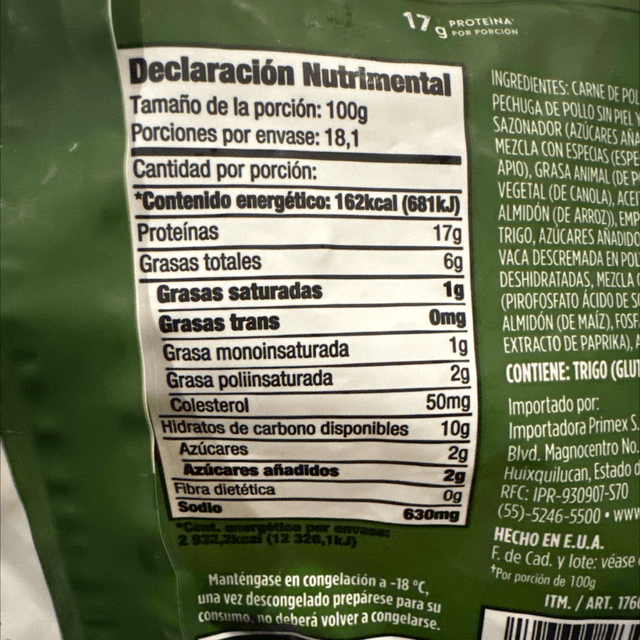 17 g PROTEÍNA*
POR PORCIÓN
Declaración Nutrimental
Tamaño de la porción: 100g
Porciones por envase: 18,1
Cantidad por porción:
*Contenido energético: 162kcal (681kJ)
Proteínas 17g
Grasas totales 6g
Grasas saturadas 1g
Grasas trans 0mg
Grasa monoinsaturada 1g
Grasa poliinsaturada 2g
Colesterol 50mg
Hidratos de carbono disponibles 10g
Azúcares 2g
Azúcares añadidos 2g
Fibra dietética 0g
Sodio 630mg
*Cont. energético por envase:
2 932,2kcal (12 326,1kJ)
Manténgase en congelación a -18 °C,
una vez descongelado prepárese para su
consumo, no deberá volver a congelarse.
INGREDIENTES: CARNE DE POL
PECHUGA DE POLLO SIN PIEL Y
SAZONADOR (AZÚCARES AÑA
MEZCLA CON ESPECIAS (ESPE
APIO), GRASA ANIMAL (DE P
VEGETAL (DE CANOLA), ACE
ALMIDÓN (DE ARROZ)), EMP
TRIGO, AZÚCARES AÑADIDO
VACA DESCREMADA EN POL
DESHIDRATADAS, MEZCLA
(PIROFOSFATO ÁCIDO DE S
ALMIDÓN (DE MAÍZ), FOSF
EXTRACTO DE PAPRIKA), A
CONTIENE: TRIGO (GLUT
Importado por:
Importadora Primex S.
Blvd. Magnocentro No.
Huixquilucan, Estado d
RFC: IPR-930907-S70
(55)-5246-5500 • www
HECHO EN E.U.A.
F. de Cad. y lote: véase
*Por porción de 100g
ITM. / ART. 176